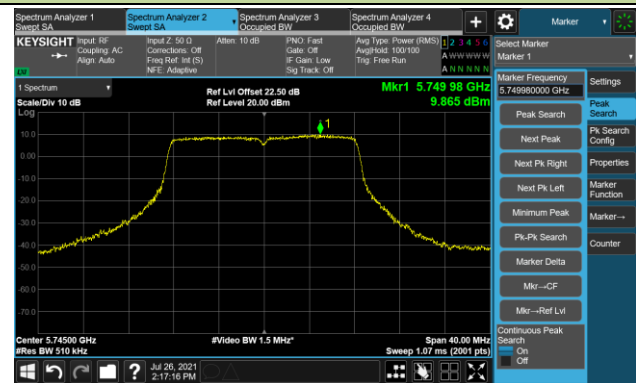 Spectrum Analyzer 1
Swept SA
Spectrum Analyzer 2
Swept SA
Spectrum Analyzer 3
Occupied BW
Spectrum Analyzer 4
Occupied BW
+
Marker
KEYSIGHT
LW
Input: RF
Coupling: AC
Align: Auto
Input Z: 50 Ω
Corrections: Off
Freq Ref: Int (S)
NFE: Adaptive
Atten: 10 dB
PNO: Fast
Gate: Off
IF Gain: Low
Sig Track: Off
Avg Type: Power (RMS)
Avg|Hold: 100/100
Trig: Free Run
1 2 3 4 5 6
A W W W W W
A N N N N N
Select Marker
Marker 1
1 Spectrum
Scale/Div 10 dB
Log
Ref Lvl Offset 22.50 dB
Ref Level 20.00 dBm
Mkr1 5.749 98 GHz
9.865 dBm
1
10.0
0.00
-10.0
-20.0
-30.0
-40.0
-50.0
-60.0
-70.0
Center 5.74500 GHz
#Res BW 510 kHz
#Video BW 1.5 MHz*
Span 40.00 MHz
Sweep 1.07 ms (2001 pts)
Marker Frequency
5.749980000 GHz
Peak Search
Next Peak
Next Pk Right
Next Pk Left
Minimum Peak
Pk-Pk Search
Marker Delta
Mkr→CF
Mkr→Ref Lvl
Continuous Peak
Search
On
Off
Settings
Peak
Search
Pk Search
Config
Properties
Marker
Function
Marker→
Counter
?
Jul 26, 2021
2:17:16 PM